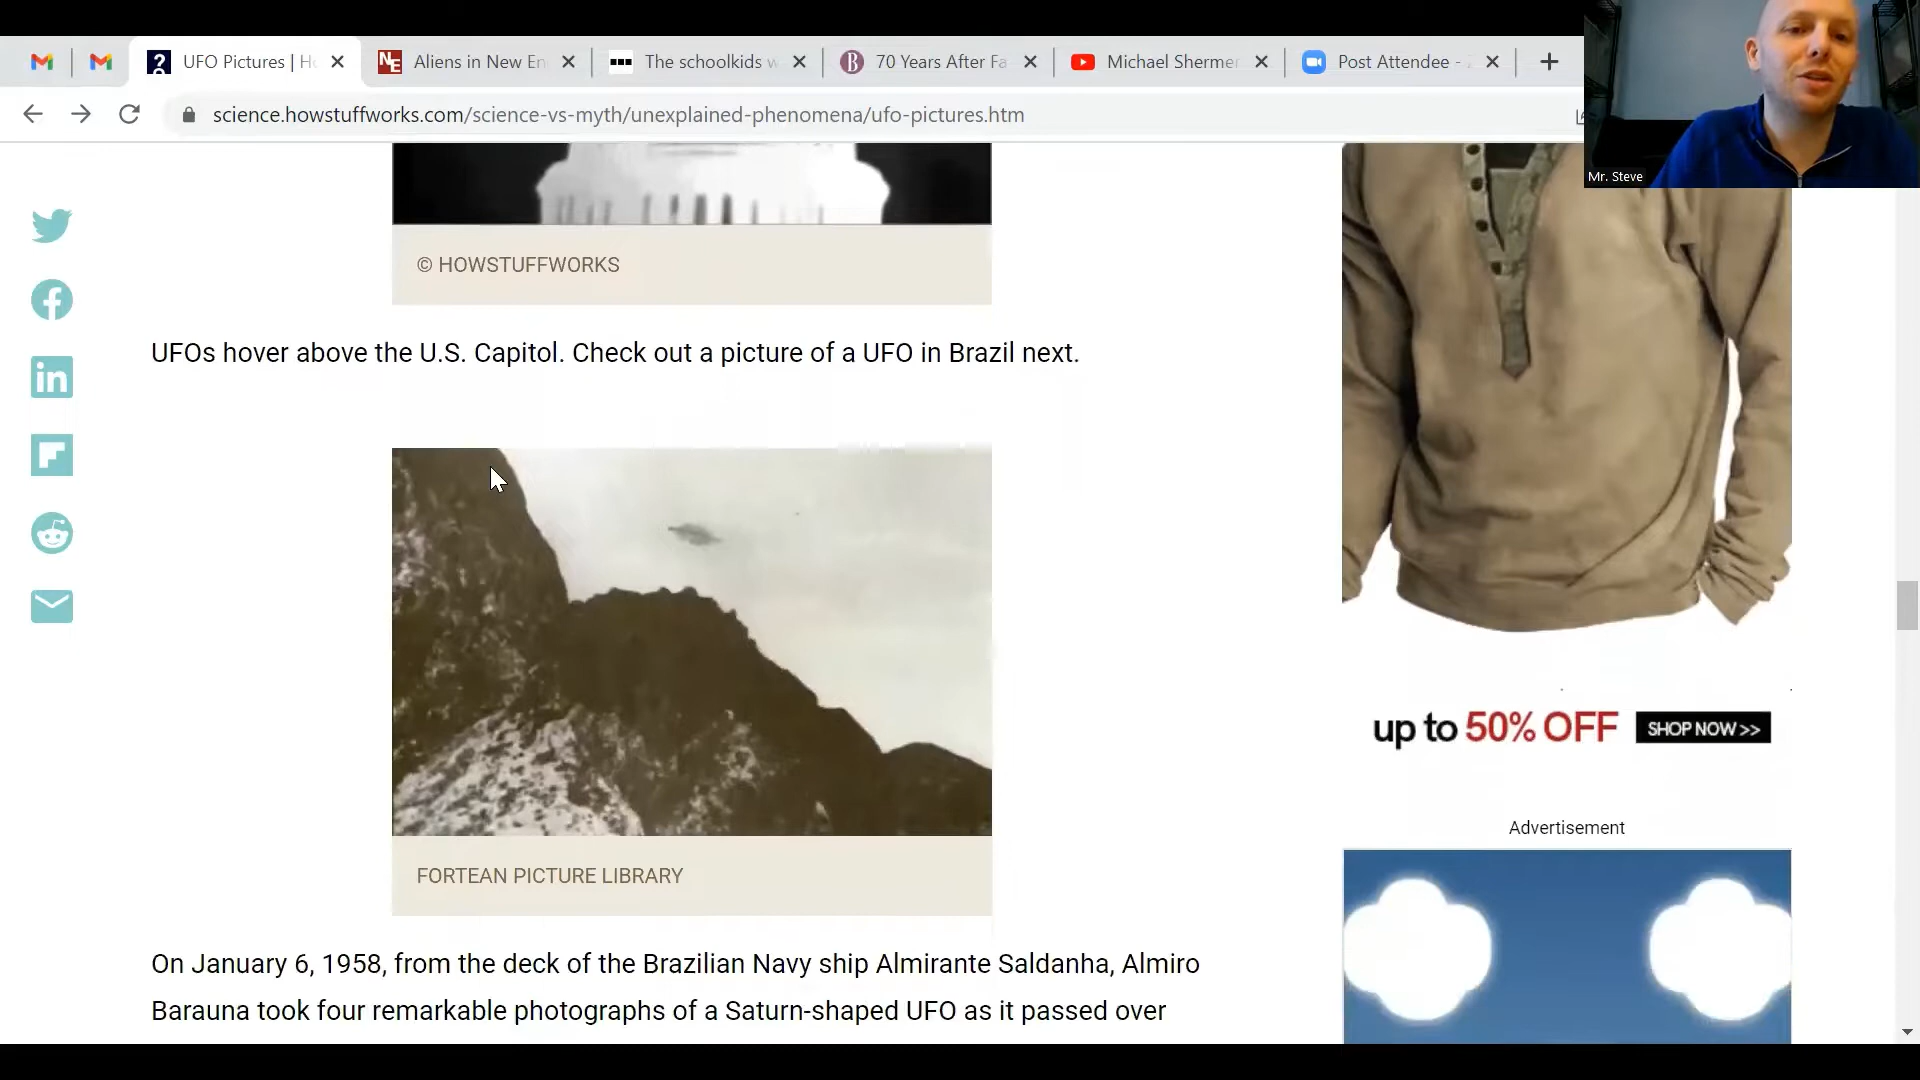 UFO Pictures | H
Aliens in New En
The schoolkids w
70 Years After Fa
Michael Shermer
Post Attendee -
science.howstuffworks.com/science-vs-myth/unexplained-phenomena/ufo-pictures.htm
Mr. Steve
© HOWSTUFFWORKS
UFOs hover above the U.S. Capitol. Check out a picture of a UFO in Brazil next.
FORTEAN PICTURE LIBRARY
On January 6, 1958, from the deck of the Brazilian Navy ship Almirante Saldanha, Almiro
Barauna took four remarkable photographs of a Saturn-shaped UFO as it passed over
up to 50% OFF SHOP NOW >>
Advertisement